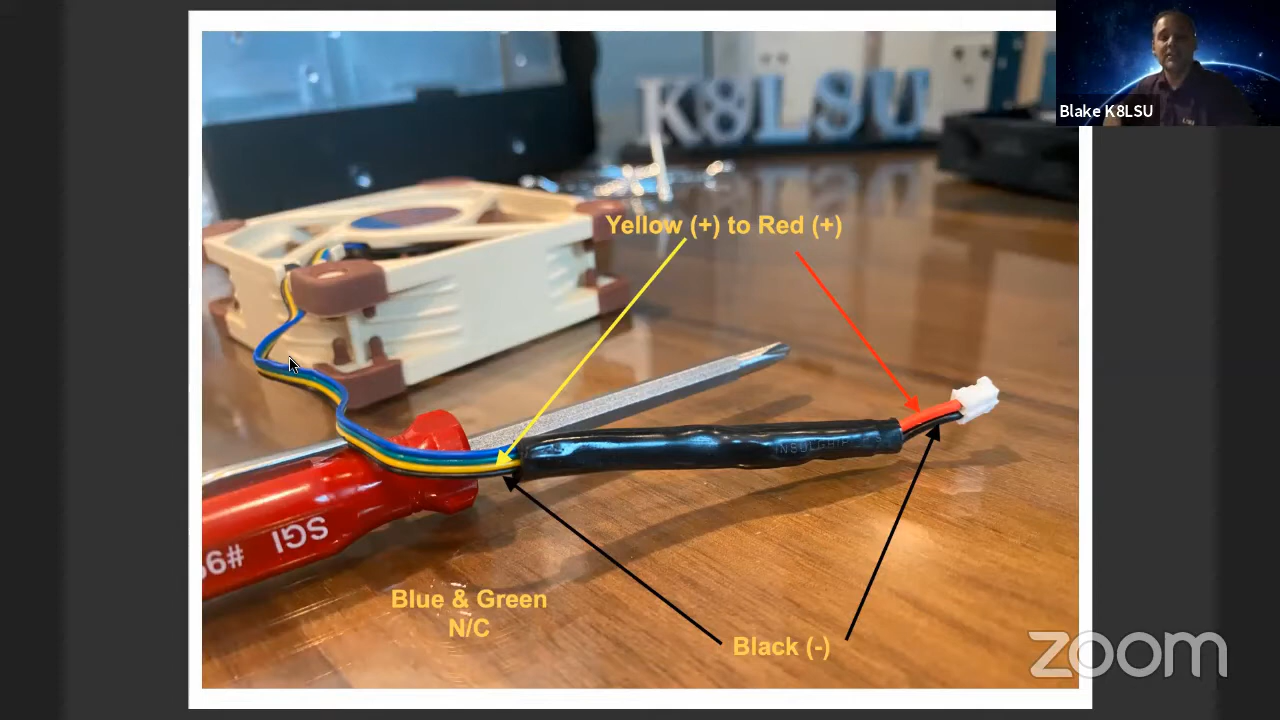 K8LSU
Blake K8LSU
Yellow (+) to Red (+)
SGI
Blue & Green
N/C
Black (-)
zoom